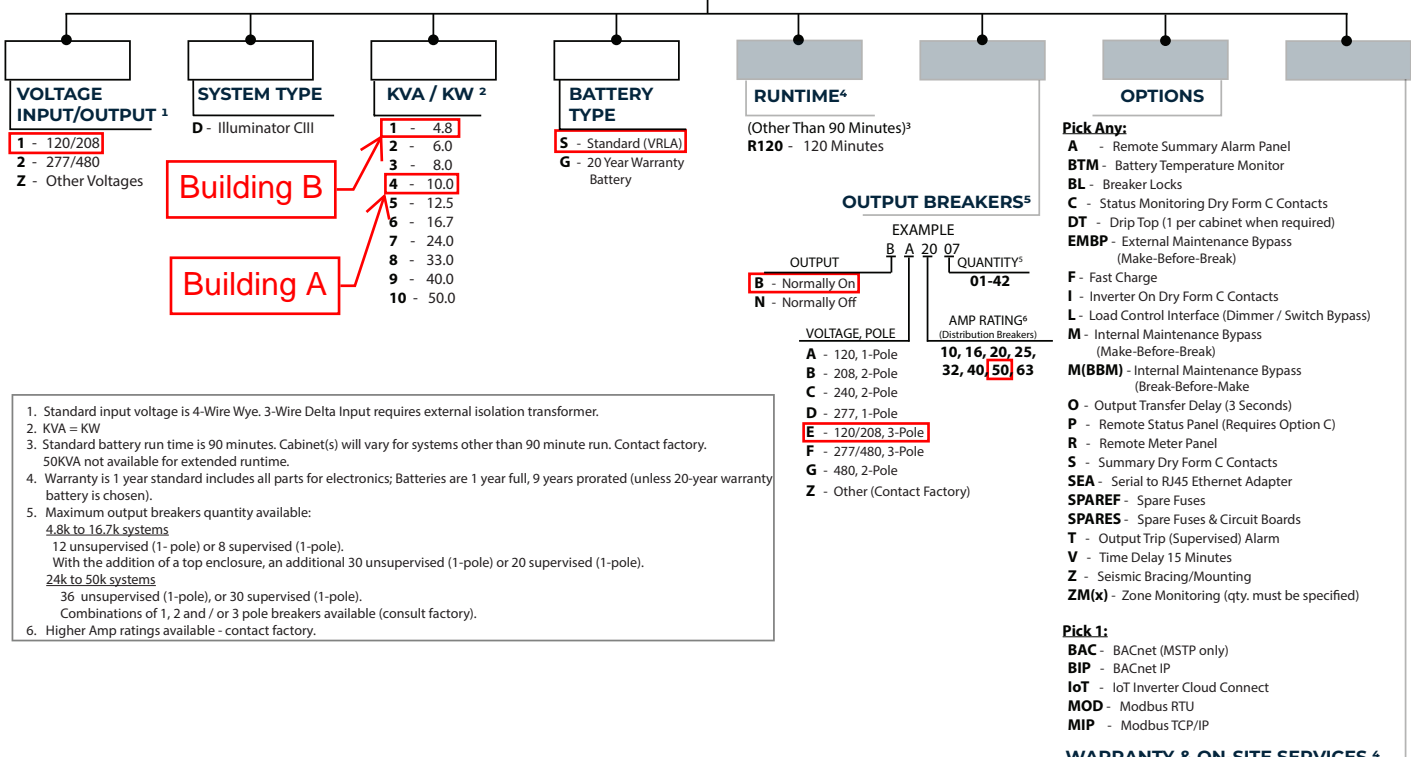 VOLTAGE
INPUT/OUTPUT ¹
1 - 120/208
2 - 277/480
Z - Other Voltages
SYSTEM TYPE
D - Illuminator CIII
KVA / KW ²
1 - 4.8
2 - 6.0
3 - 8.0
4 - 10.0
5 - 12.5
6 - 16.7
7 - 24.0
8 - 33.0
9 - 40.0
10 - 50.0
Building B
Building A
BATTERY
TYPE
S - Standard (VRLA)
G - 20 Year Warranty
Battery
RUNTIME⁴
(Other Than 90 Minutes)³
R120 - 120 Minutes
OUTPUT BREAKERS⁵
EXAMPLE
B A 20 07
OUTPUT
B - Normally On
N - Normally Off
QUANTITY⁵
01-42
VOLTAGE, POLE
A - 120, 1-Pole
B - 208, 2-Pole
C - 240, 2-Pole
D - 277, 1-Pole
E - 120/208, 3-Pole
F - 277/480, 3-Pole
G - 480, 2-Pole
Z - Other (Contact Factory)
AMP RATING⁶
(Distribution Breakers)
10, 16, 20, 25,
32, 40, 50, 63
OPTIONS
Pick Any:
A - Remote Summary Alarm Panel
BTM - Battery Temperature Monitor
BL - Breaker Locks
C - Status Monitoring Dry Form C Contacts
DT - Drip Top (1 per cabinet when required)
EMBP - External Maintenance Bypass
(Make-Before-Break)
F - Fast Charge
I - Inverter On Dry Form C Contacts
L - Load Control Interface (Dimmer / Switch Bypass)
M - Internal Maintenance Bypass
(Make-Before-Break)
M(BBM) - Internal Maintenance Bypass
(Break-Before-Make
O - Output Transfer Delay (3 Seconds)
P - Remote Status Panel (Requires Option C)
R - Remote Meter Panel
S - Summary Dry Form C Contacts
SEA - Serial to RJ45 Ethernet Adapter
SPAREF - Spare Fuses
SPARES - Spare Fuses & Circuit Boards
T - Output Trip (Supervised) Alarm
V - Time Delay 15 Minutes
Z - Seismic Bracing/Mounting
ZM(x) - Zone Monitoring (qty. must be specified)
Pick 1:
BAC - BACnet (MSTP only)
BIP - BACnet IP
IoT - IoT Inverter Cloud Connect
MOD - Modbus RTU
MIP - Modbus TCP/IP
WARRANTY & ON-SITE SERVICES ⁴
1. Standard input voltage is 4-Wire Wye. 3-Wire Delta Input requires external isolation transformer.
2. KVA = KW
3. Standard battery run time is 90 minutes. Cabinet(s) will vary for systems other than 90 minute run. Contact factory.
50KVA not available for extended runtime.
4. Warranty is 1 year standard includes all parts for electronics; Batteries are 1 year full, 9 years prorated (unless 20-year warranty
battery is chosen).
5. Maximum output breakers quantity available:
4.8k to 16.7k systems
12 unsupervised (1- pole) or 8 supervised (1-pole).
With the addition of a top enclosure, an additional 30 unsupervised (1-pole) or 20 supervised (1-pole).
24k to 50k systems
36 unsupervised (1-pole), or 30 supervised (1-pole).
Combinations of 1, 2 and / or 3 pole breakers available (consult factory).
6. Higher Amp ratings available - contact factory.